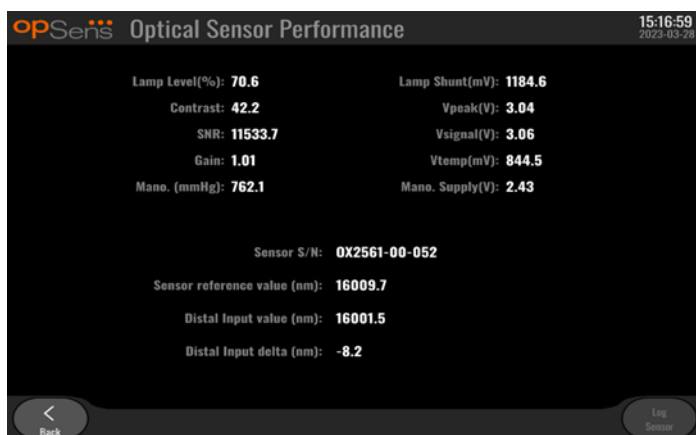 opSens Optical Sensor Performance 15:16:59
2023-03-28
Lamp Level(%): 70.6 Lamp Shunt(mV): 1184.6
Contrast: 42.2 Vpeak(V): 3.04
SNR: 11533.7 Vsignal(V): 3.06
Gain: 1.01 Vtemp(mV): 844.5
Mano. (mmHg): 762.1 Mano. Supply(V): 2.43
Sensor S/N: OX2561-00-052
Sensor reference value (nm): 16009.7
Distal Input value (nm): 16001.5
Distal Input delta (nm): -8.2
Back Log
Sensor